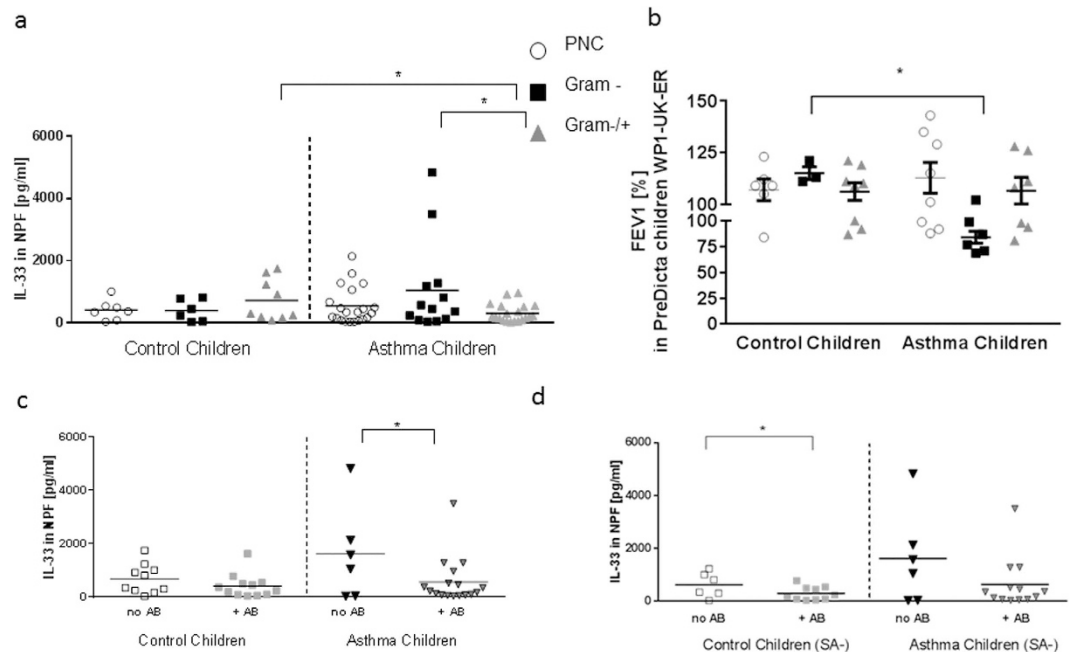 a
PNC
Gram -
Gram-/+
*
*
6000
4000
2000
0
IL-33 in NPF [pg/ml]
Control Children
Asthma Children
b
*
150
125
100
100
75
50
25
0
FEV1 [%]
in PreDicta children WP1-UK-ER
Control Children
Asthma Children
c
*
6000
4000
2000
0
IL-33 in NPF [pg/ml]
no AB
+ AB
no AB
+ AB
Control Children
Asthma Children
d
*
6000
4000
2000
0
IL-33 in NPF [pg/ml]
no AB
+ AB
no AB
+ AB
Control Children (SA-)
Asthma Children (SA-)